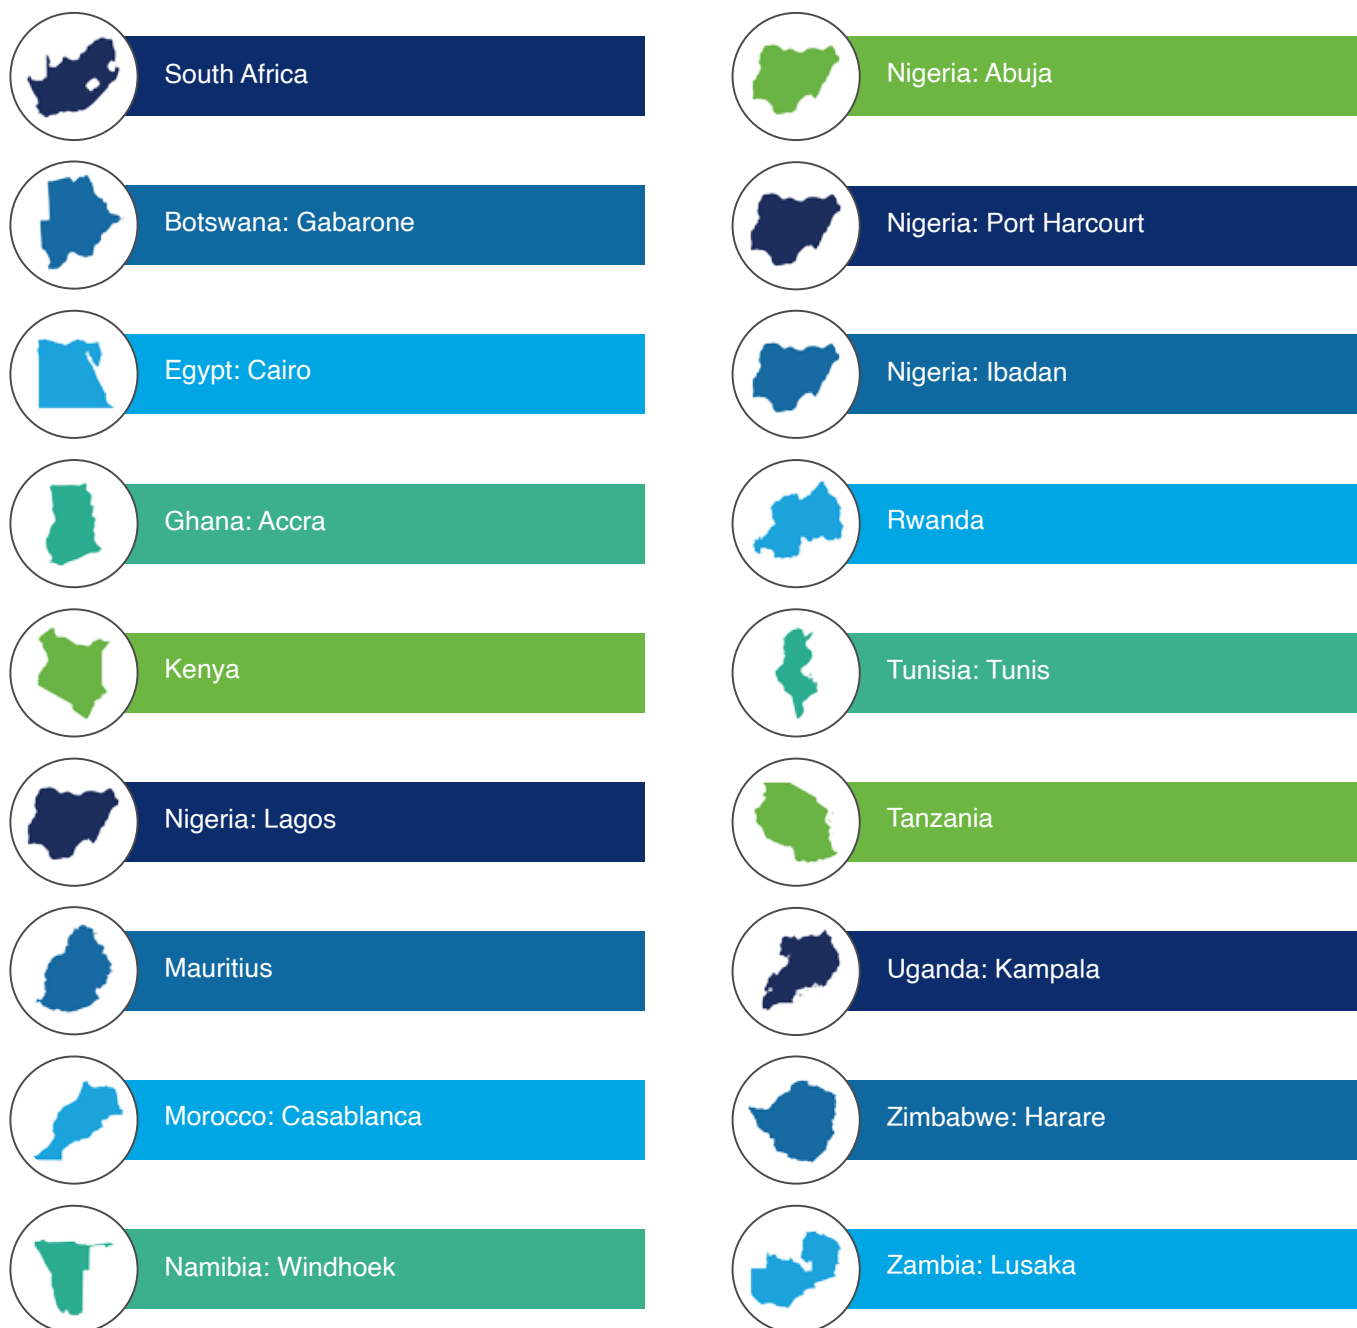 South Africa
Botswana: Gabarone
Egypt: Cairo
Ghana: Accra
Kenya
Nigeria: Lagos
Mauritius
Morocco: Casablanca
Namibia: Windhoek
Nigeria: Abuja
Nigeria: Port Harcourt
Nigeria: Ibadan
Rwanda
Tunisia: Tunis
Tanzania
Uganda: Kampala
Zimbabwe: Harare
Zambia: Lusaka